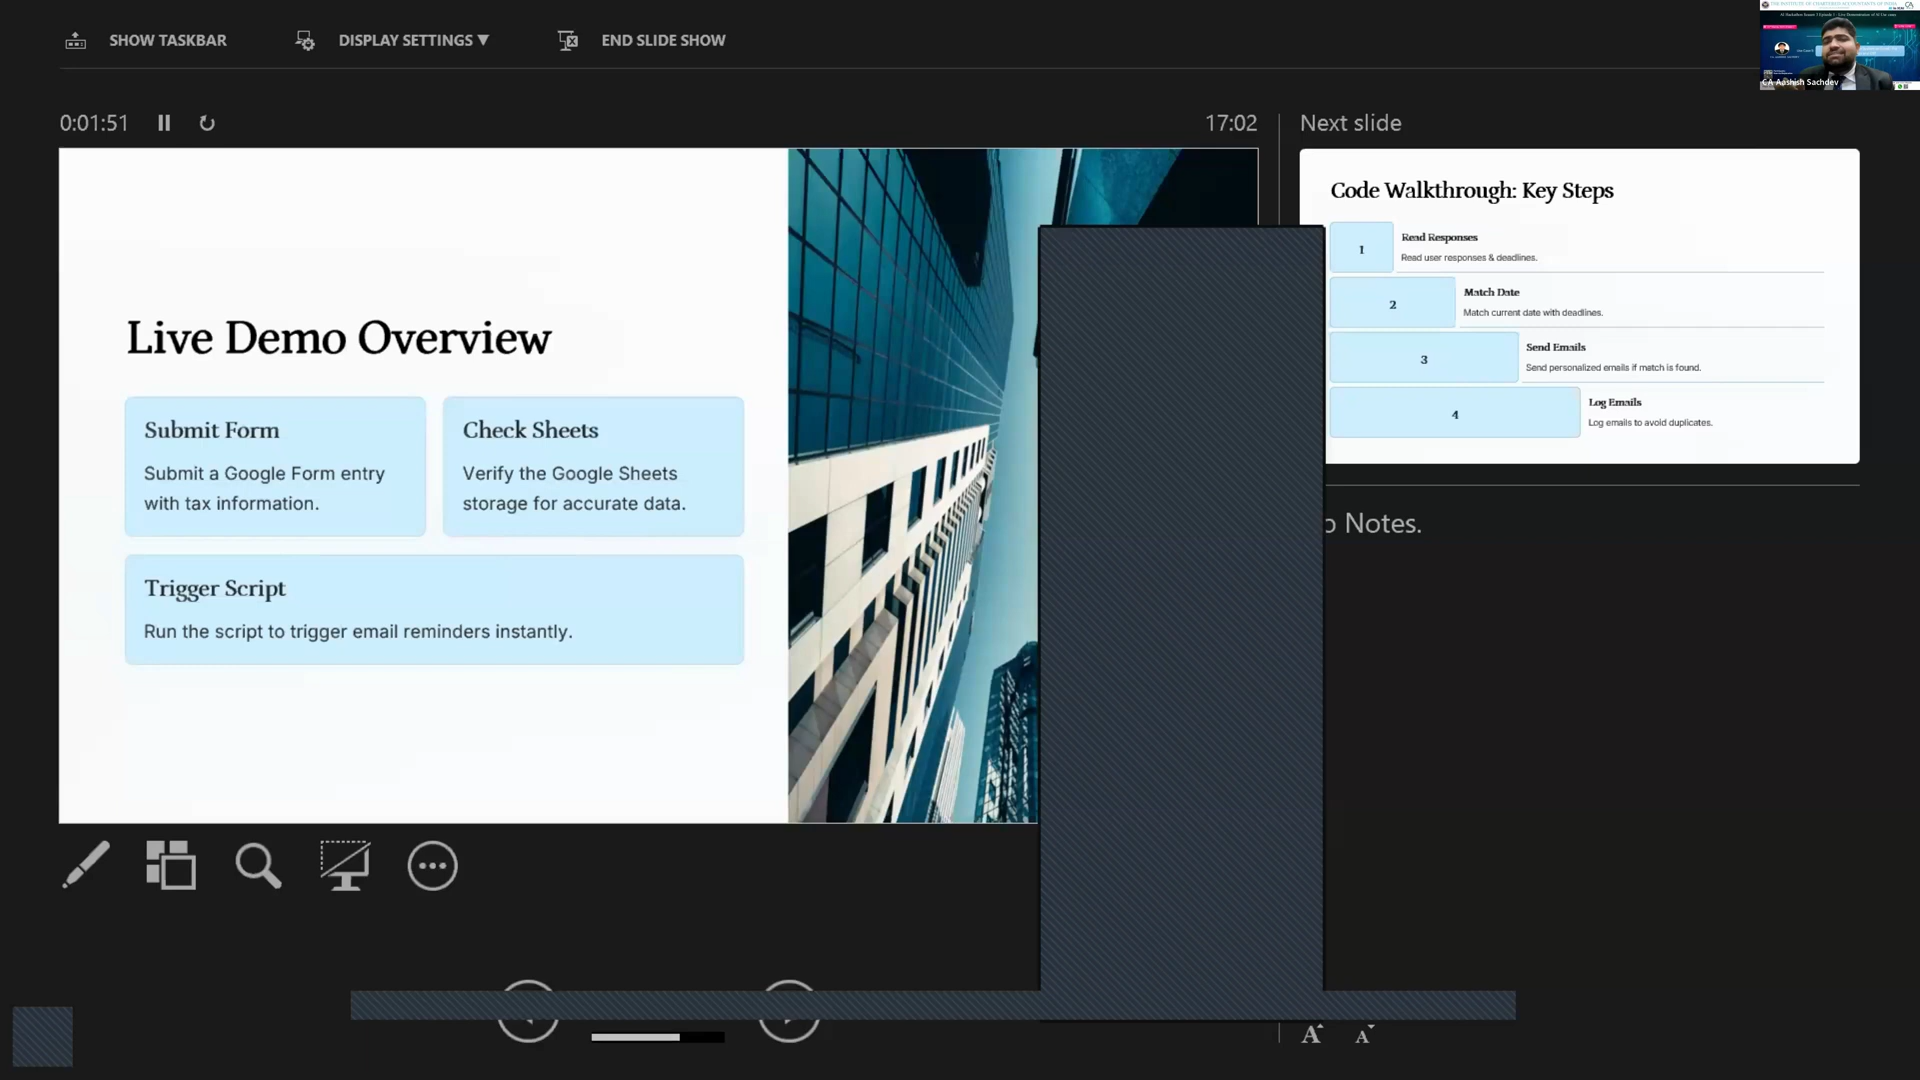 SHOW TASKBAR
DISPLAY SETTINGS ▼
END SLIDE SHOW
CA Aashish Sachdev
0:01:51
17:02
Next slide
Live Demo Overview
Submit Form
Submit a Google Form entry
with tax information.
Check Sheets
Verify the Google Sheets
storage for accurate data.
Trigger Script
Run the script to trigger email reminders instantly.
Code Walkthrough: Key Steps
1
Read Responses
Read user responses & deadlines.
2
Match Date
Match current date with deadlines.
3
Send Emails
Send personalized emails if match is found.
4
Log Emails
Log emails to avoid duplicates.
Notes.
A A